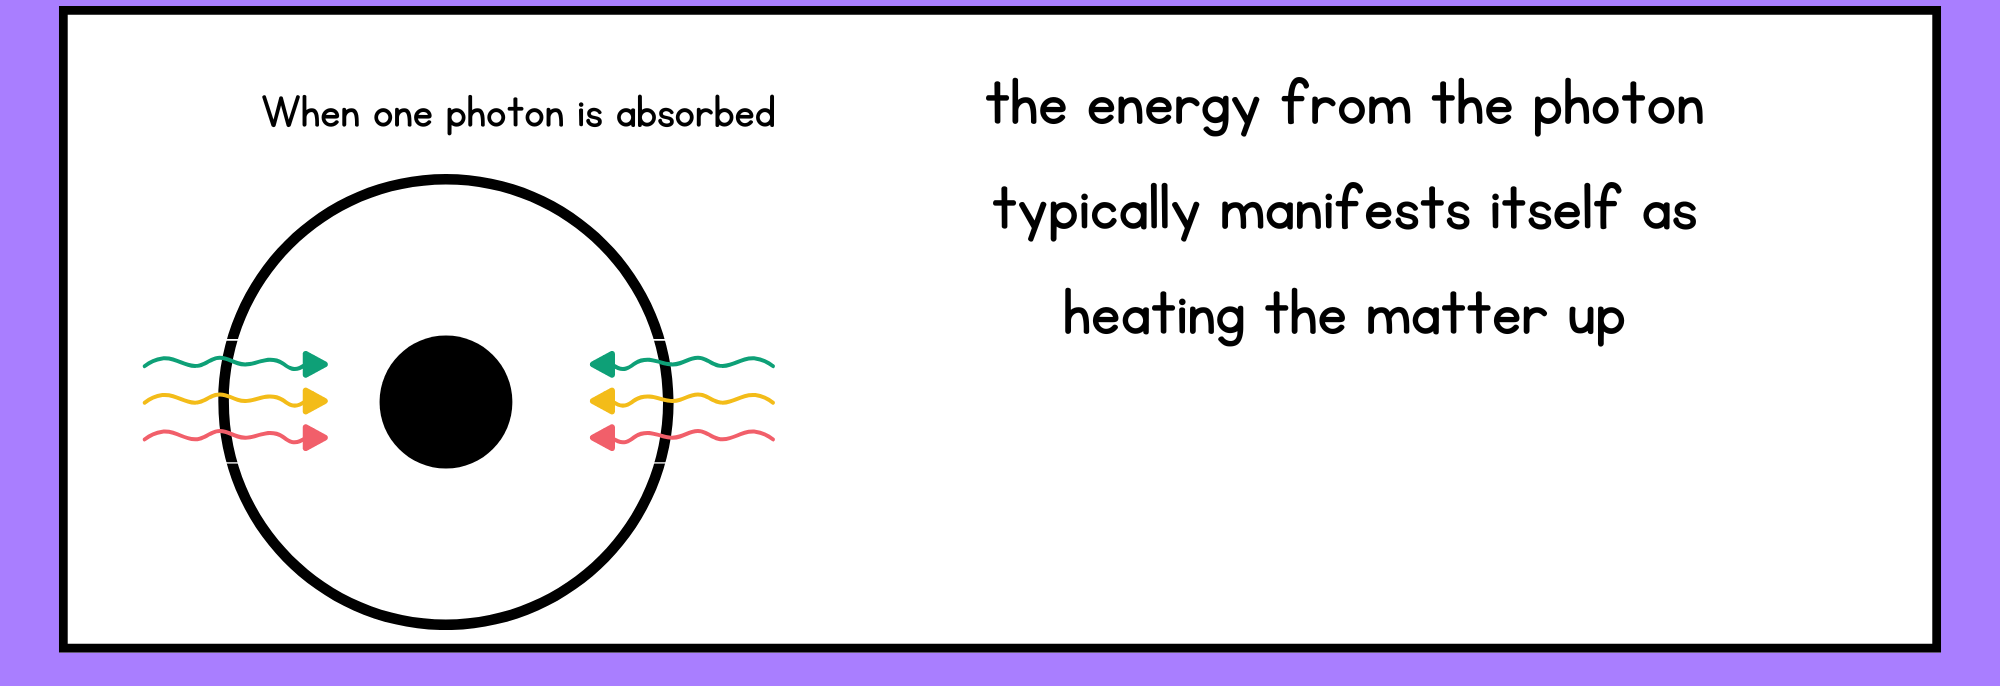 When one photon is absorbed
the energy from the photon
typically manifests itself as
heating the matter up